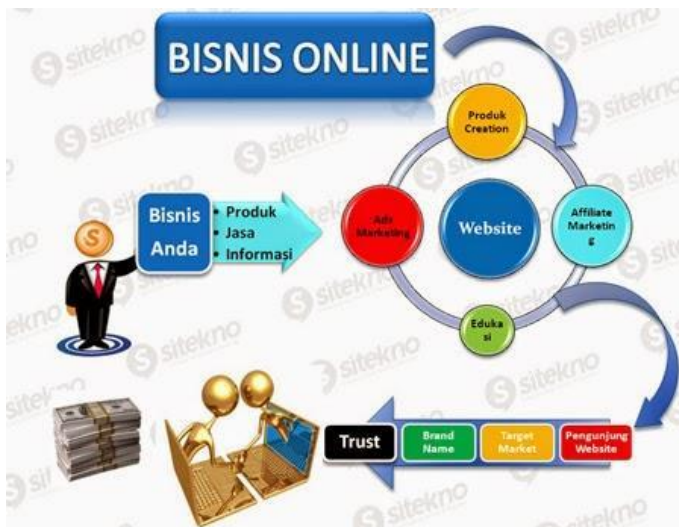 BISNIS ONLINE
Bisnis
Anda
• Produk
• Jasa
• Informasi
Produk
Creation
Ads
Marketing
Website
Affiliate
Marketin
g
Eduka
si
Trust
Brand
Name
Target
Market
Pengunjung
Website
sitekno